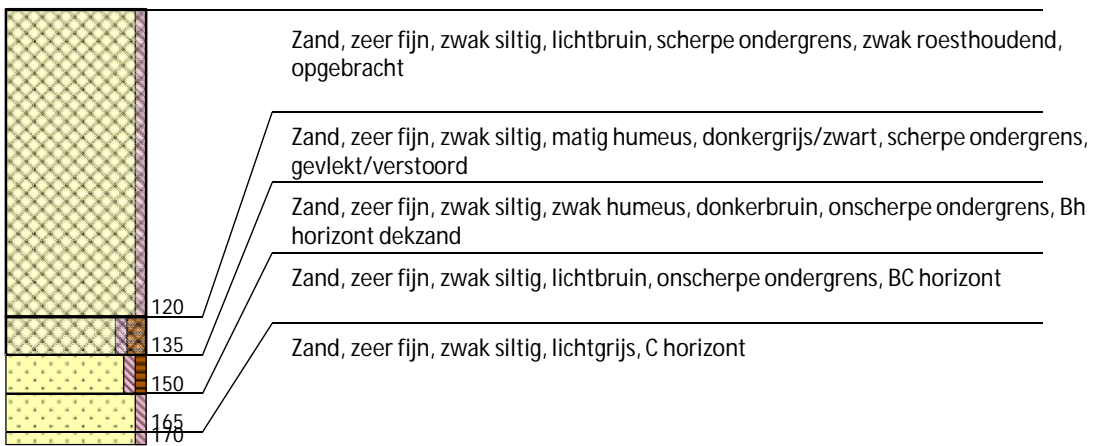 Zand, zeer fijn, zwak siltig, lichtbruin, scherpe ondergrens, zwak roesthoudend,
opgebracht
120
Zand, zeer fijn, zwak siltig, matig humeus, donkergrijs/zwart, scherpe ondergrens,
gevlekt/verstoord
135
Zand, zeer fijn, zwak siltig, zwak humeus, donkerbruin, onscherpe ondergrens, Bh
horizont dekzand
150
Zand, zeer fijn, zwak siltig, lichtbruin, onscherpe ondergrens, BC horizont
165
Zand, zeer fijn, zwak siltig, lichtgrijs, C horizont
170